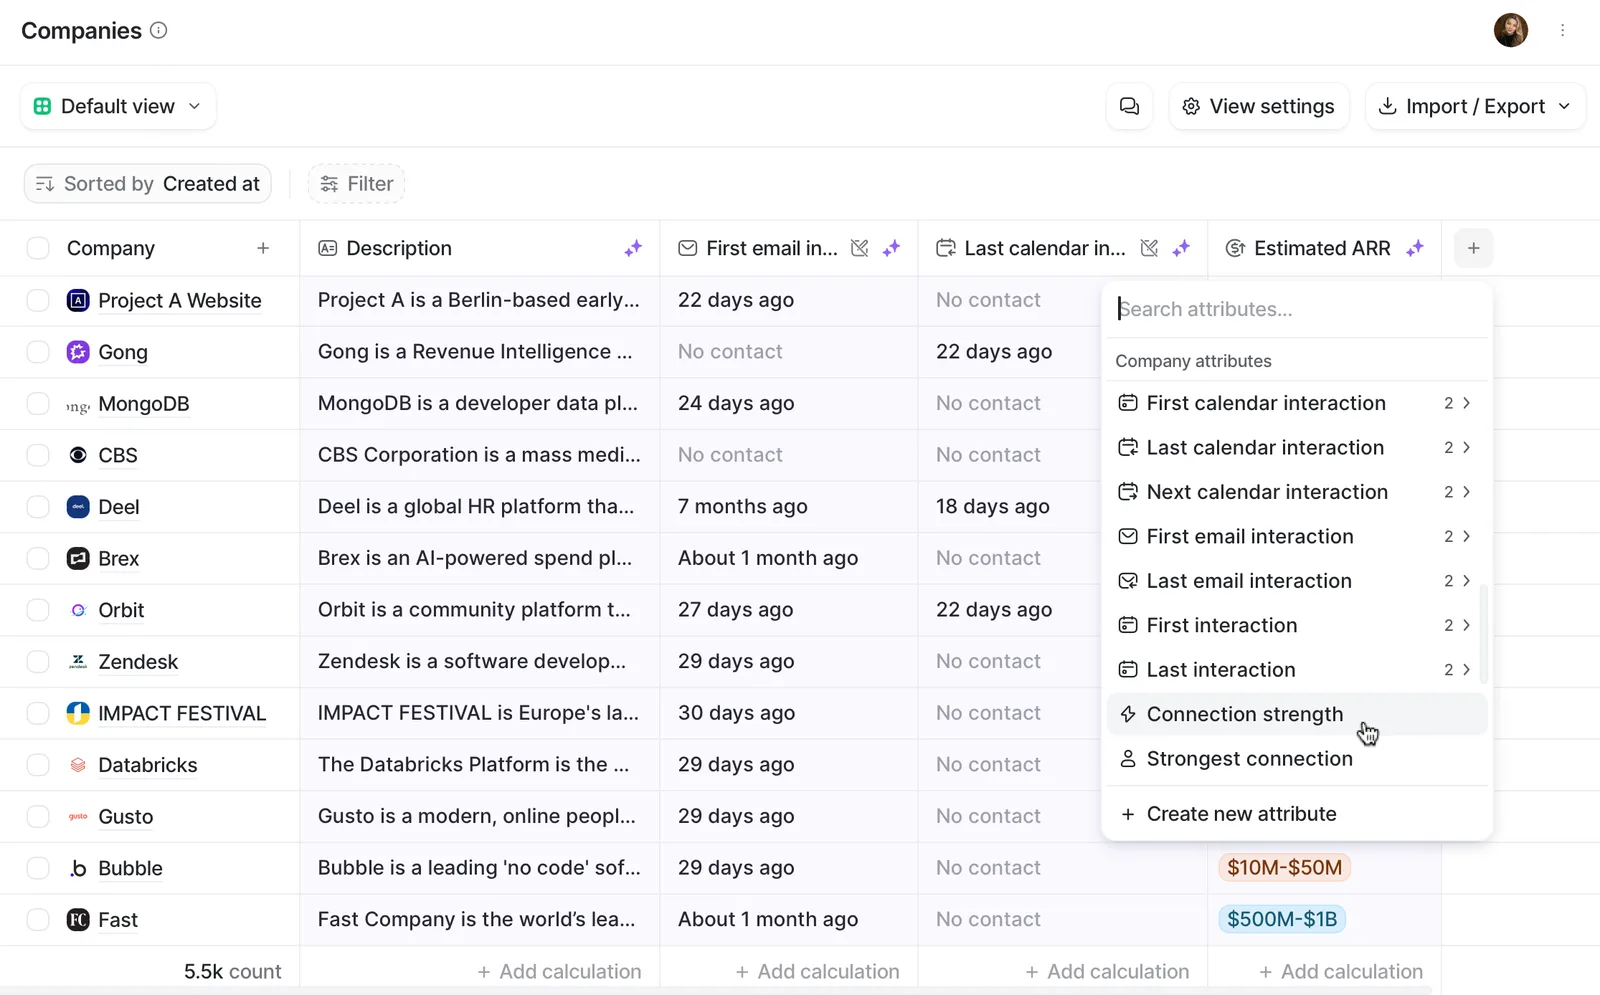 Companies
Default view
View settings
Import / Export
Sorted by Created at
Filter
Company
Description
First email in...
Last calendar in...
Estimated ARR
Project A Website
Project A is a Berlin-based early...
22 days ago
No contact
Gong
Gong is a Revenue Intelligence ...
No contact
22 days ago
MongoDB
MongoDB is a developer data pl...
24 days ago
No contact
CBS
CBS Corporation is a mass medi...
No contact
No contact
deel.
Deel
Deel is a global HR platform tha...
7 months ago
18 days ago
Brex
Brex is an AI-powered spend pl...
About 1 month ago
No contact
Orbit
Orbit is a community platform t...
27 days ago
22 days ago
zendesk
Zendesk
Zendesk is a software develop...
29 days ago
No contact
IMPACT FESTIVAL
IMPACT FESTIVAL is Europe's la...
30 days ago
No contact
Databricks
The Databricks Platform is the ...
29 days ago
No contact
gusto
Gusto
Gusto is a modern, online peopl...
29 days ago
No contact
.b
Bubble
Bubble is a leading 'no code' sof...
29 days ago
No contact
$10M-$50M
FC
Fast
Fast Company is the world’s lea...
About 1 month ago
No contact
$500M-$1B
5.5k count
+ Add calculation
+ Add calculation
+ Add calculation
+ Add calculation
Search attributes...
Company attributes
First calendar interaction 2
Last calendar interaction 2
Next calendar interaction 2
First email interaction 2
Last email interaction 2
First interaction 2
Last interaction 2
Connection strength
Strongest connection
+ Create new attribute